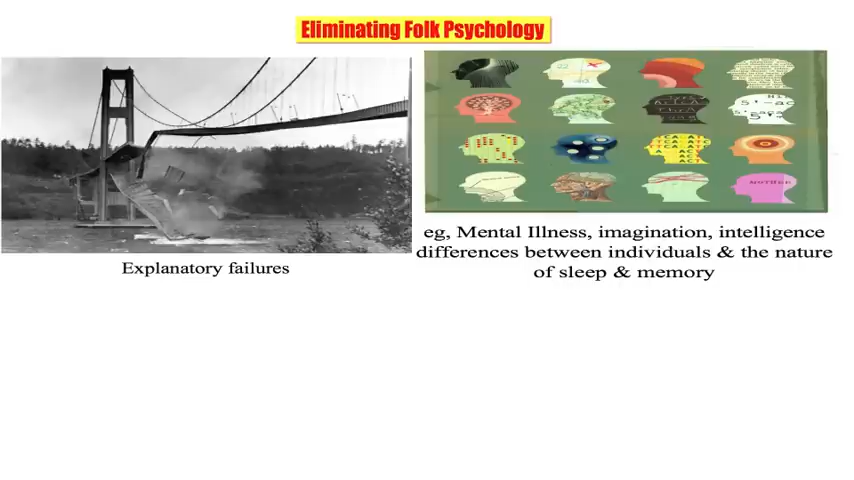 Eliminating Folk Psychology
Explanatory failures
eg, Mental Illness, imagination, intelligence
differences between individuals & the nature
of sleep & memory